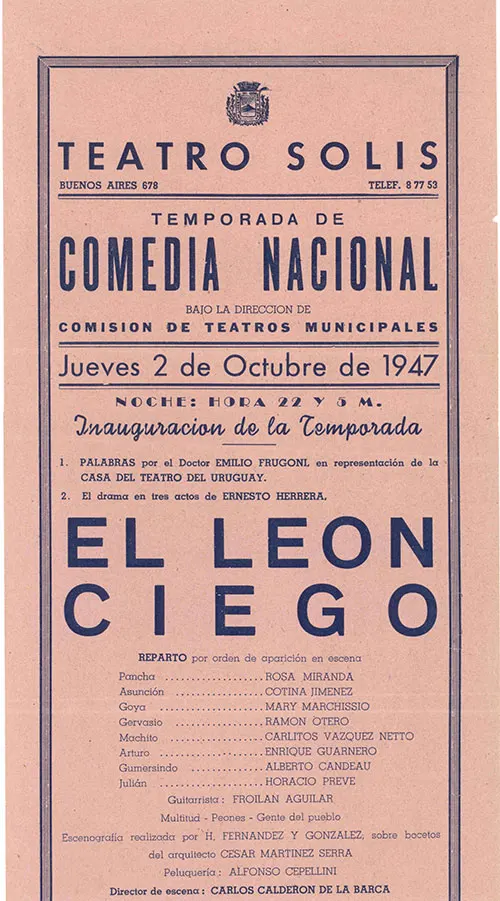 TEATRO SOLIS
BUENOS AIRES 678 TELEF. 8 77 53
TEMPORADA DE
COMEDIA NACIONAL
BAJO LA DIRECCION DE
COMISION DE TEATROS MUNICIPALES
Jueves 2 de Octubre de 1947
NOCHE: HORA 22 Y 5 M.
Inauguracion de la Temporada
1. PALABRAS por el Doctor EMILIO FRUGONI, en representación de la
CASA DEL TEATRO DEL URUGUAY.
2. El drama en tres actos de ERNESTO HERRERA,
EL LEON
CIEGO
REPARTO por orden de aparición en escena
Pancha .................. ROSA MIRANDA
Asunción ................ COTINA JIMENEZ
Goya .................... MARY MARCHISSIO
Gervasio ................ RAMON OTERO
Machito ................. CARLITOS VAZQUEZ NETTO
Arturo .................. ENRIQUE GUARNERO
Gumersindo .............. ALBERTO CANDEAU
Julián .................. HORACIO PREVE
Guitarrista: FROILAN AGUILAR
Multitud - Peones - Gente del pueblo
Escenografía realizada por H. FERNANDEZ Y GONZALEZ, sobre bocetos
del arquitecto CESAR MARTINEZ SERRA
Peluquería: ALFONSO CEPELLINI
Director de escena: CARLOS CALDERON DE LA BARCA